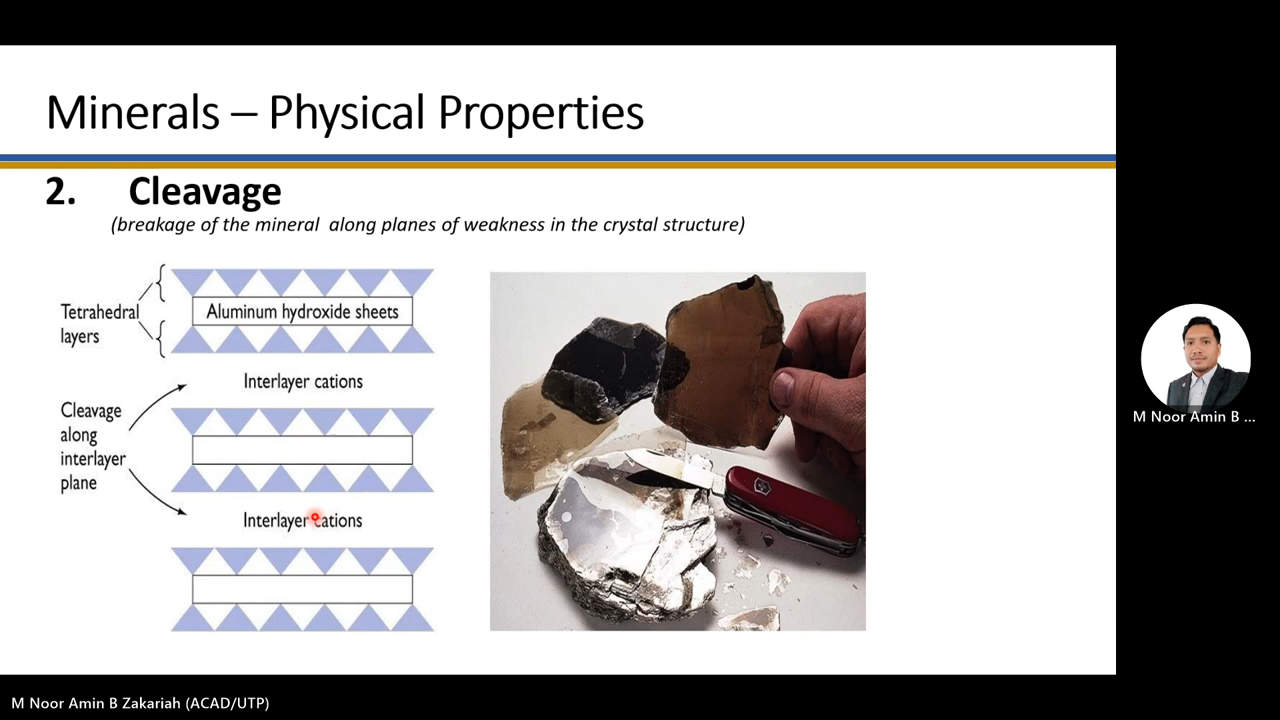 Minerals – Physical Properties
2. Cleavage
(breakage of the mineral along planes of weakness in the crystal structure)
Tetrahedral
layers
Aluminum hydroxide sheets
Interlayer cations
Cleavage
along
interlayer
plane
Interlayer cations
M Noor Amin B ...
M Noor Amin B Zakariah (ACAD/UTP)